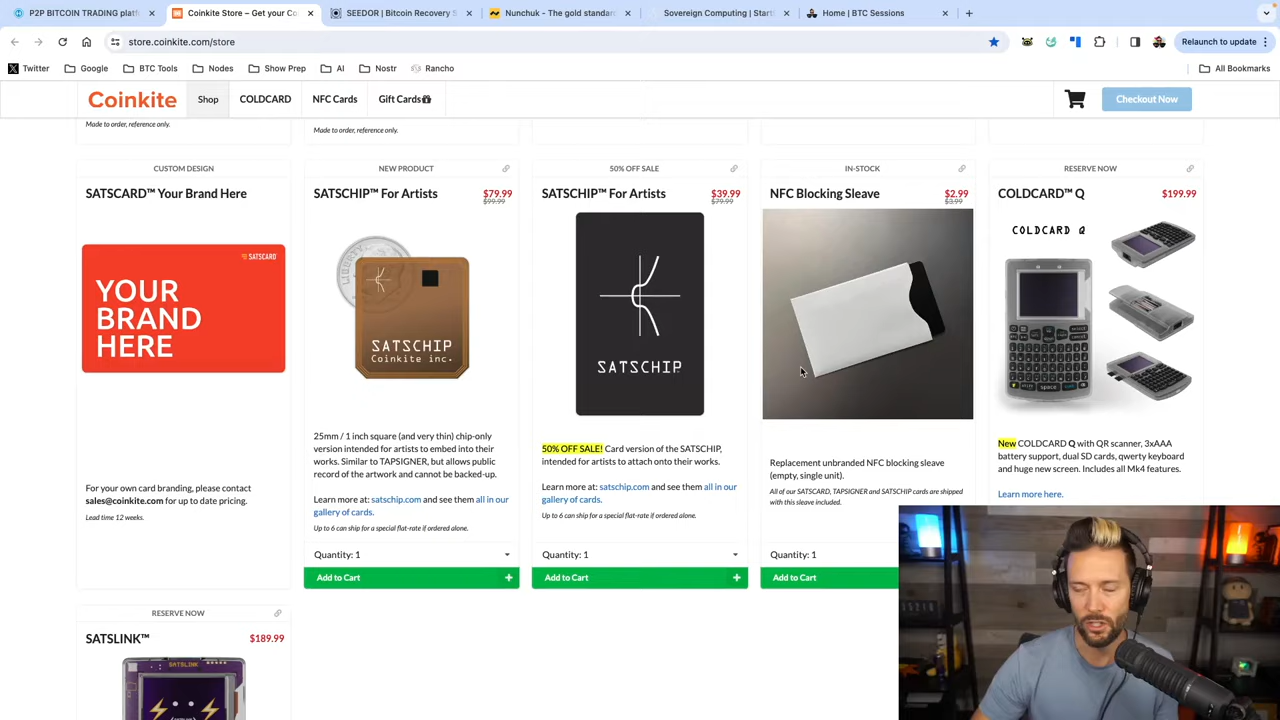 P2P BITCOIN TRADING platf
Coinkite Store – Get your Co
SEEDOR | Bitcoin Recovery S
Nunchuk - The gold standar
Sovereign Computing | Start
Home | BTC Sessions
store.coinkite.com/store
Relaunch to update
Twitter
Google
BTC Tools
Nodes
Show Prep
AI
Nostr
Rancho
All Bookmarks
Coinkite
Shop
COLDCARD
NFC Cards
Gift Cards
Checkout Now
Made to order, reference only.
Made to order, reference only.
CUSTOM DESIGN
SATSCARD™ Your Brand Here
SATSCARD
YOUR
BRAND
HERE
For your own card branding, please contact
sales@coinkite.com for up to date pricing.
Lead time 12 weeks.
NEW PRODUCT
SATSCHIP™ For Artists
$79.99
$99.99
LIBERTY
SATSCHIP
Coinkite inc.
25mm / 1 inch square (and very thin) chip-only
version intended for artists to embed into their
works. Similar to TAPSIGNER, but allows public
record of the artwork and cannot be backed-up.
Learn more at: satschip.com and see them all in our
gallery of cards.
Up to 6 can ship for a special flat-rate if ordered alone.
Quantity: 1
Add to Cart +
50% OFF SALE
SATSCHIP™ For Artists
$39.99
$79.99
SATSCHIP
50% OFF SALE! Card version of the SATSCHIP,
intended for artists to attach onto their works.
Learn more at: satschip.com and see them all in our
gallery of cards.
Up to 6 can ship for a special flat-rate if ordered alone.
Quantity: 1
Add to Cart +
IN-STOCK
NFC Blocking Sleave
$2.99
$3.99
Replacement unbranded NFC blocking sleave
(empty, single unit).
All of our SATSCARD, TAPSIGNER and SATSCHIP cards are shipped
with this sleave included.
Quantity: 1
Add to Cart
RESERVE NOW
COLDCARD™ Q
$199.99
COLDCARD Q
New COLDCARD Q with QR scanner, 3xAAA
battery support, dual SD cards, qwerty keyboard
and huge new screen. Includes all Mk4 features.
Learn more here.
RESERVE NOW
SATSLINK™
$189.99
SATSLINK